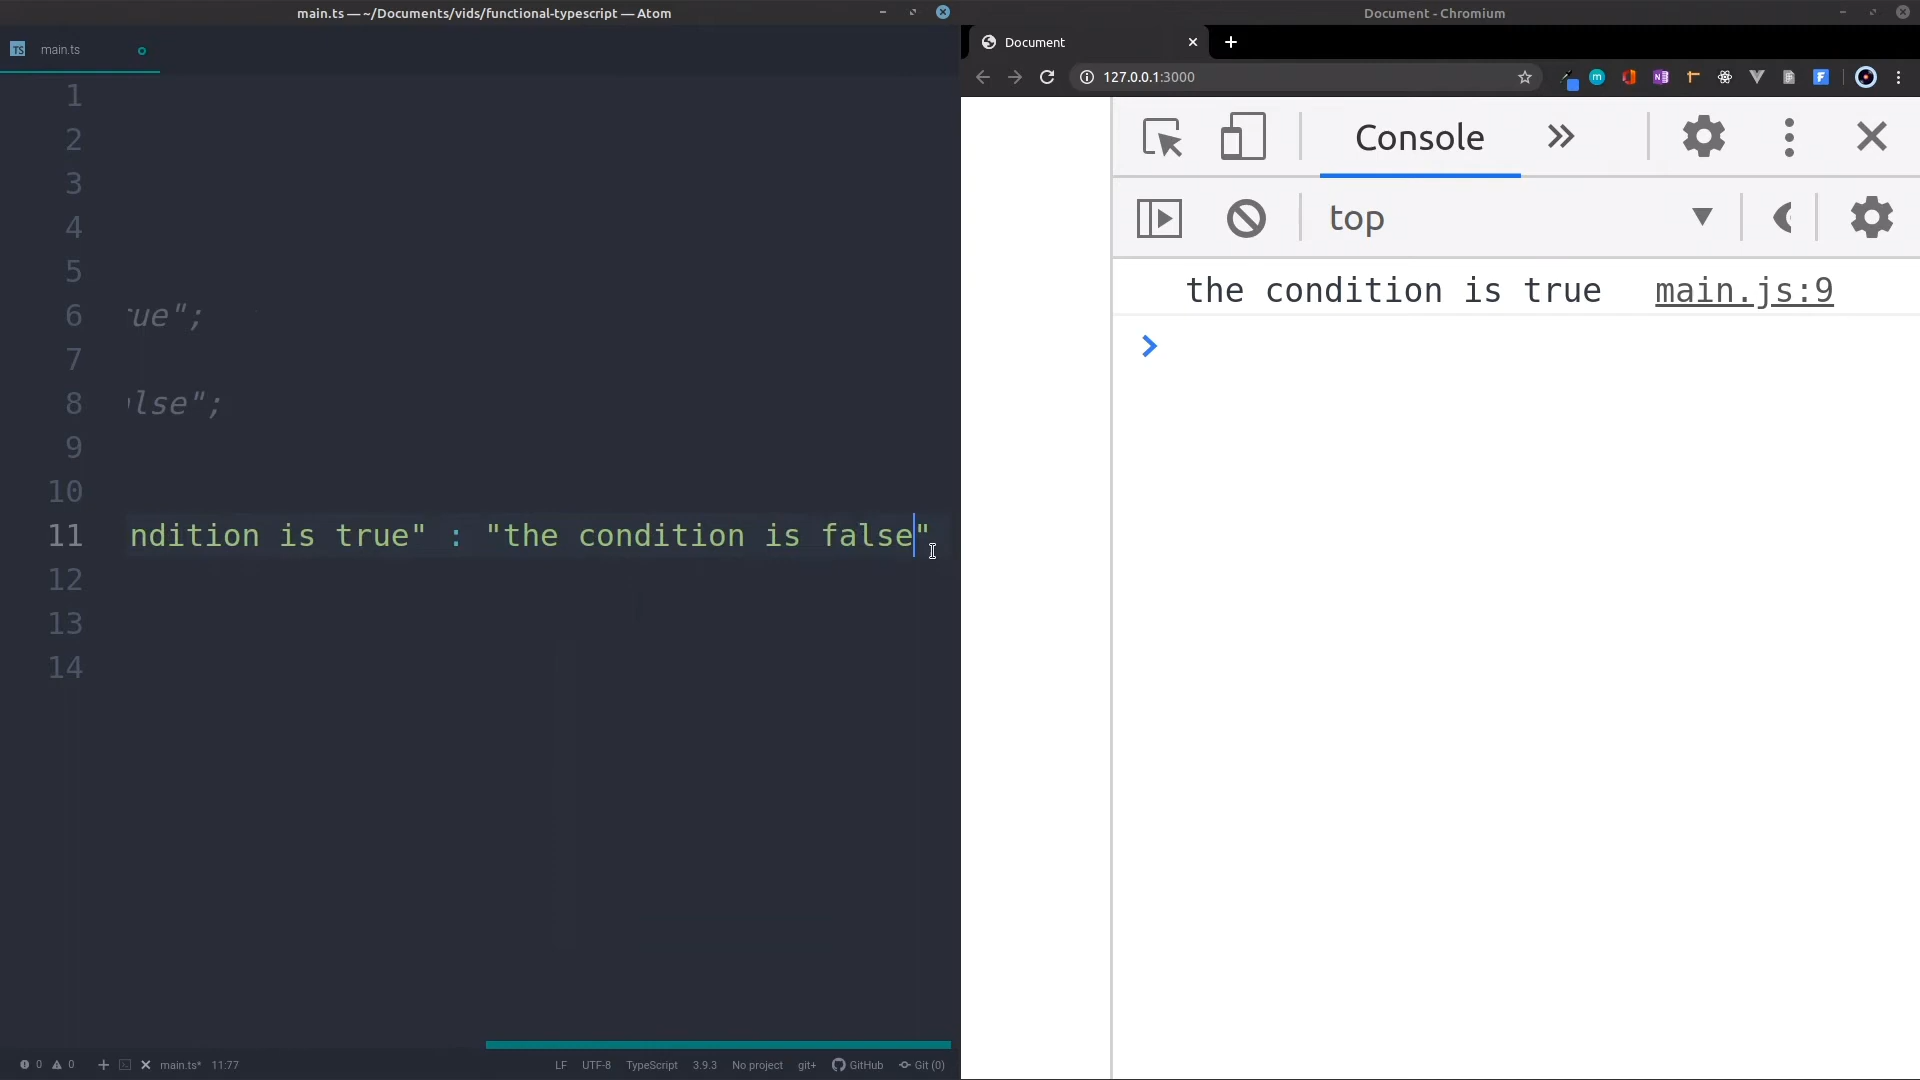 main.ts — ~/Documents/vids/functional-typescript — Atom
TS main.ts
1
2
3
4
5
6 rue";
7
8 lse";
9
10
11 ndition is true" : "the condition is false"
12
13
14
0 0 main.ts* 11:77 LF UTF-8 TypeScript 3.9.3 No project git+ GitHub Git (0)
Document - Chromium
Document
127.0.0.1:3000
Console
top
the condition is true main.js:9